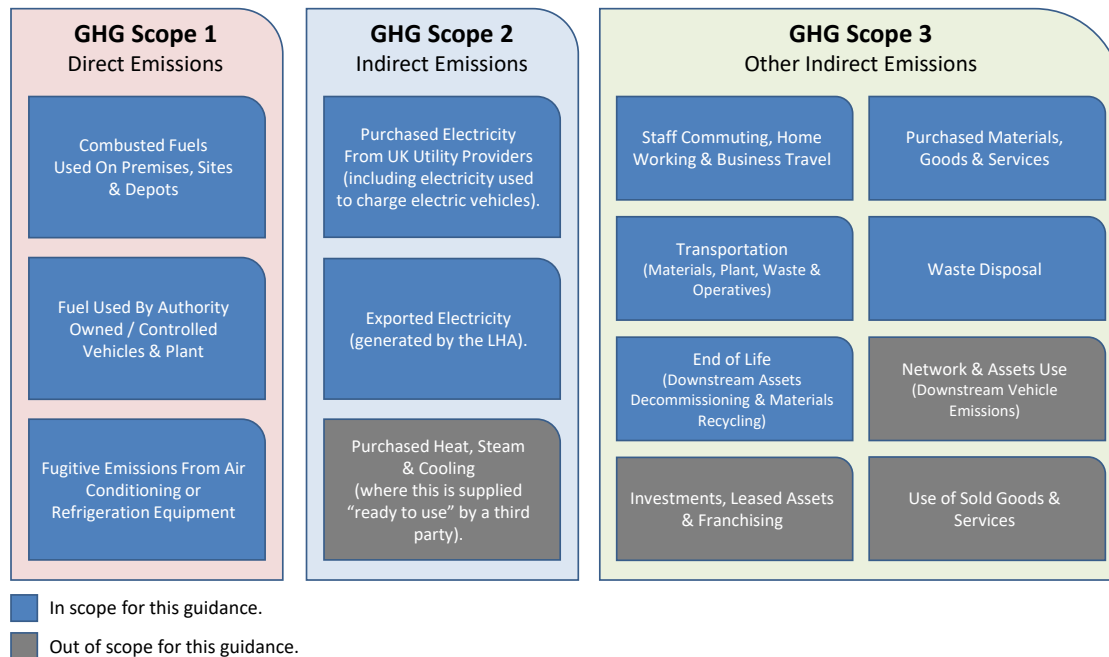 GHG Scope 1
Direct Emissions
Combusted Fuels
Used On Premises, Sites
& Depots
Fuel Used By Authority
Owned / Controlled
Vehicles & Plant
Fugitive Emissions From Air
Conditioning or
Refrigeration Equipment
GHG Scope 2
Indirect Emissions
Purchased Electricity
From UK Utility Providers
(including electricity used
to charge electric vehicles).
Exported Electricity
(generated by the LHA).
Purchased Heat, Steam
& Cooling
(where this is supplied
“ready to use” by a third
party).
GHG Scope 3
Other Indirect Emissions
Staff Commuting, Home
Working & Business Travel
Purchased Materials,
Goods & Services
Transportation
(Materials, Plant, Waste &
Operatives)
Waste Disposal
End of Life
(Downstream Assets
Decommissioning & Materials
Recycling)
Network & Assets Use
(Downstream Vehicle
Emissions)
Investments, Leased Assets
& Franchising
Use of Sold Goods &
Services
In scope for this guidance.
Out of scope for this guidance.